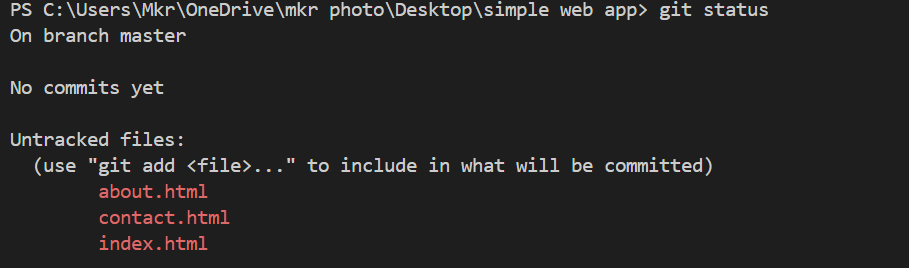 PS C:\Users\Mkr\OneDrive\mkr photo\Desktop\simple web app> git status
On branch master
No commits yet
Untracked files:
(use "git add <file>..." to include in what will be committed)
about.html
contact.html
index.html